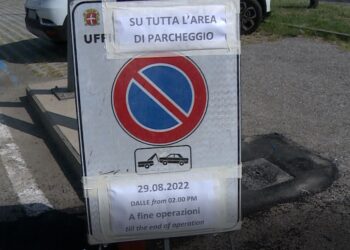 SU TUTTA L'AREA
DI PARCHEGGIO
29.08.2022
DALLE from 02.00 PM
A fine operazioni
till the end of operation